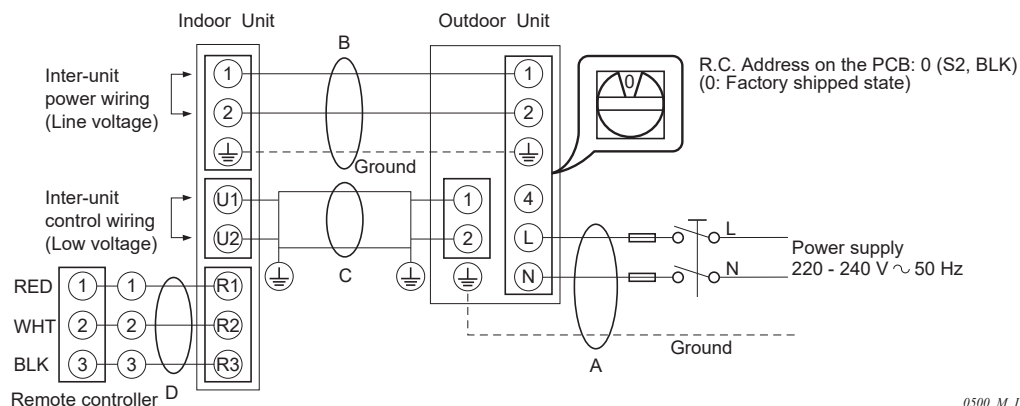 Indoor Unit
Outdoor Unit
B
R.C. Address on the PCB: 0 (S2, BLK)
(0: Factory shipped state)
0
Inter-unit
power wiring
(Line voltage)
1
2
1
2
4
L
N
Ground
Inter-unit
control wiring
(Low voltage)
U1
U2
1
2
C
L
N
Power supply
220 - 240 V ~ 50 Hz
Ground
A
RED 1 1 R1
WHT 2 2 R2
BLK 3 3 R3
Remote controller
D
0500_M_I